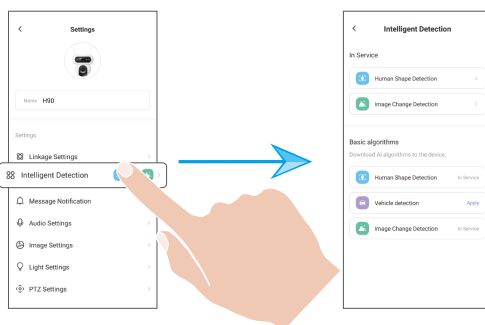 Settings
Name H90
Settings
Linkage Settings
Intelligent Detection
Message Notification
Audio Settings
Image Settings
Light Settings
PTZ Settings
Intelligent Detection
In Service
Human Shape Detection
Image Change Detection
Basic algorithms
Download AI algorithms to the device.
Human Shape Detection In Service
Vehicle detection Apply
Image Change Detection In Service